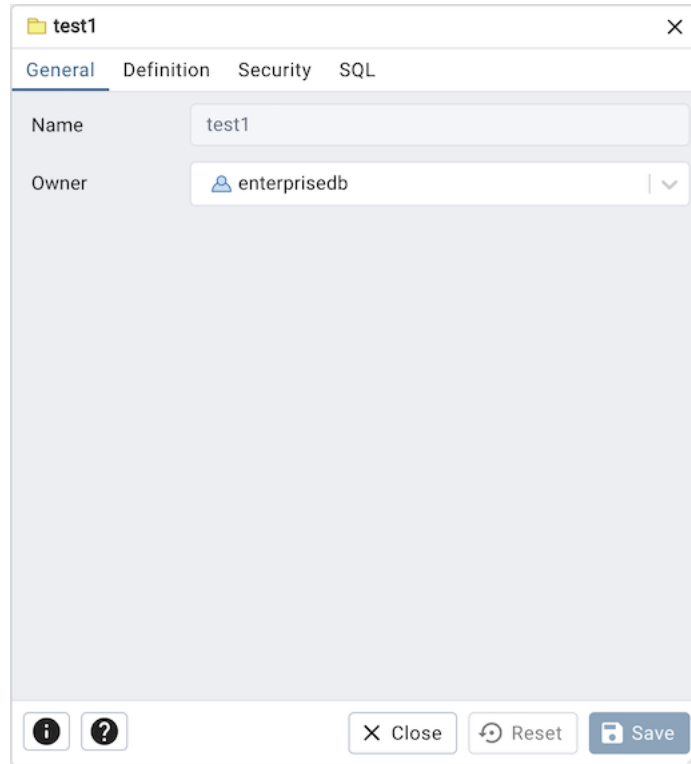 test1
General Definition Security SQL
Name test1
Owner enterprisedb
Close Reset Save